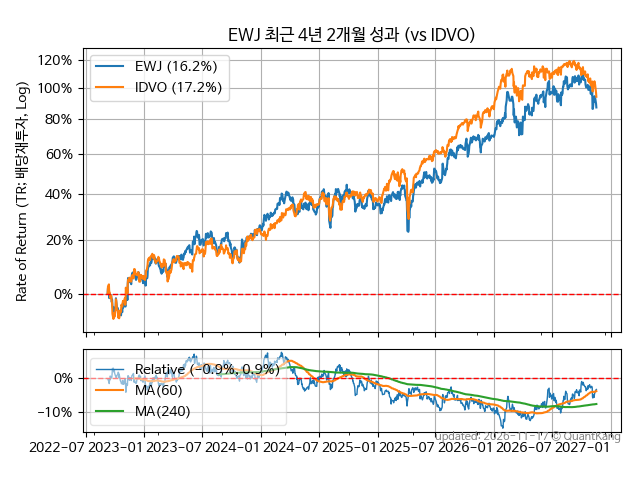 EWJ 최근 4년 2개월 성과 (vs IDVO)
Rate of Return (TR: 배당재투자, Log)
120%
100%
80%
60%
40%
20%
0%
EWJ (16.2%)
IDVO (17.2%)
0%
−10%
Relative (−0.9%, 0.9%)
MA(60)
MA(240)
updated: 2026-11-17 © QuantKang
2022-07 2023-01 2023-07 2024-01 2024-07 2025-01 2025-07 2026-01 2026-07 2027-01